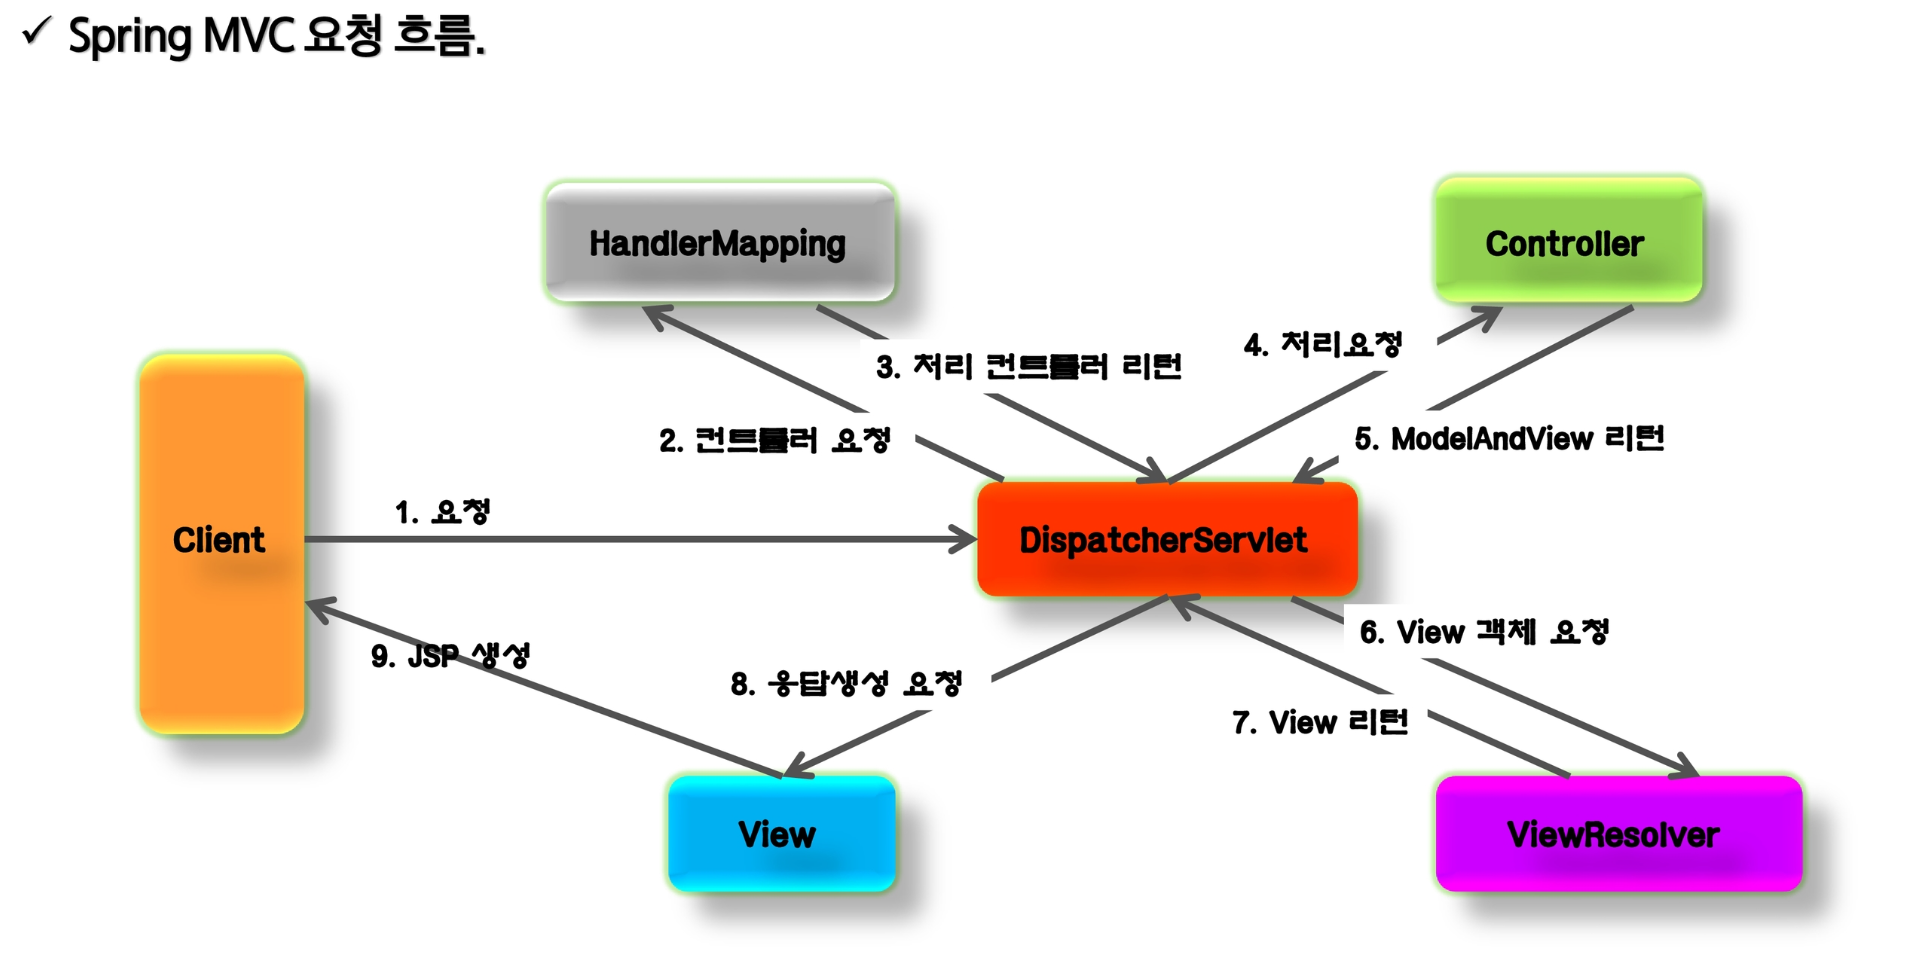 ✓ Spring MVC 요청 흐름.
HandlerMapping
Controller
4. 처리요청
3. 처리 컨트롤러 리턴
2. 컨트롤러 요청
5. ModelAndView 리턴
1. 요청
Client
DispatcherServlet
6. View 객체 요청
9. JSP 생성
8. 응답생성 요청
7. View 리턴
View
ViewResolver